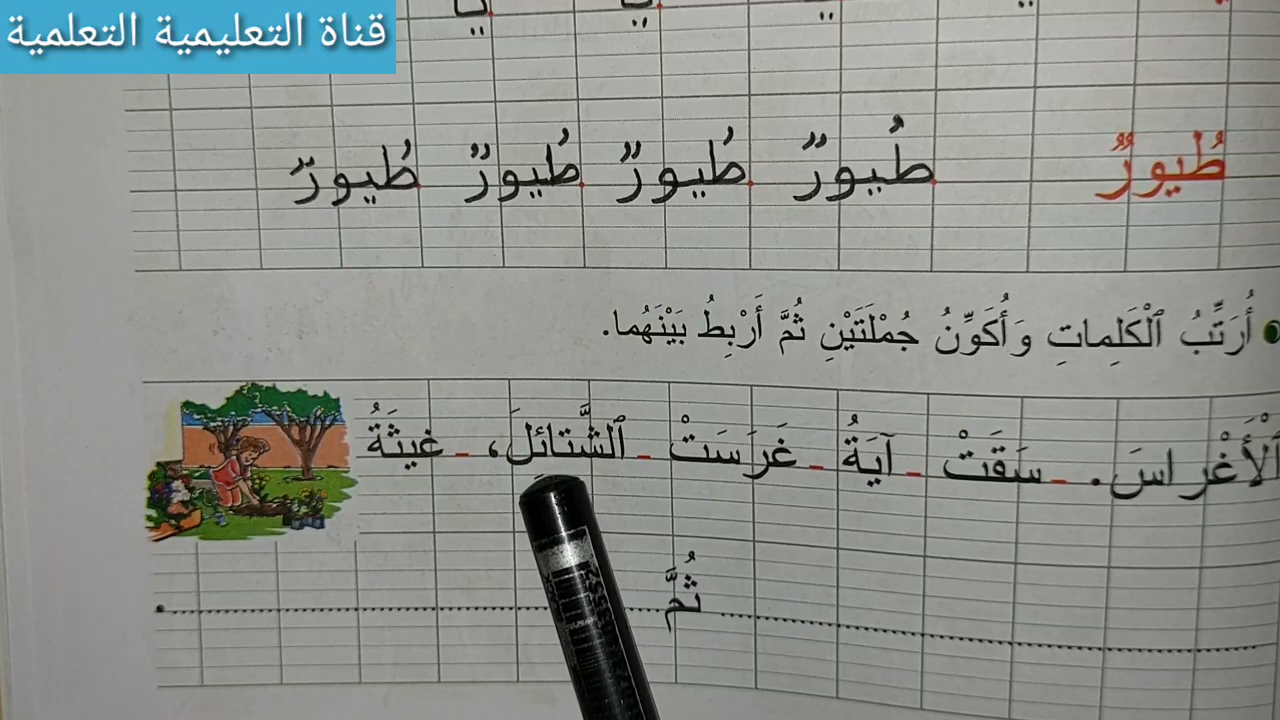 قناة التعليمية التعلمية
طُيورٌ طُيورٌ طُيورٌ طُيورٌ طُيورٌ
أُرَتِّبُ ٱلْكَلِماتِ وَأُكَوِّنُ جُمْلَتَيْنِ ثُمَّ أَرْبِطُ بَيْنَهُما.
ٱلْأَغْراسَ. - سَقَتْ - آيَةُ - غَرَسَتْ - ٱلشَّتائِلَ، - غيثَةُ
ثُمَّ